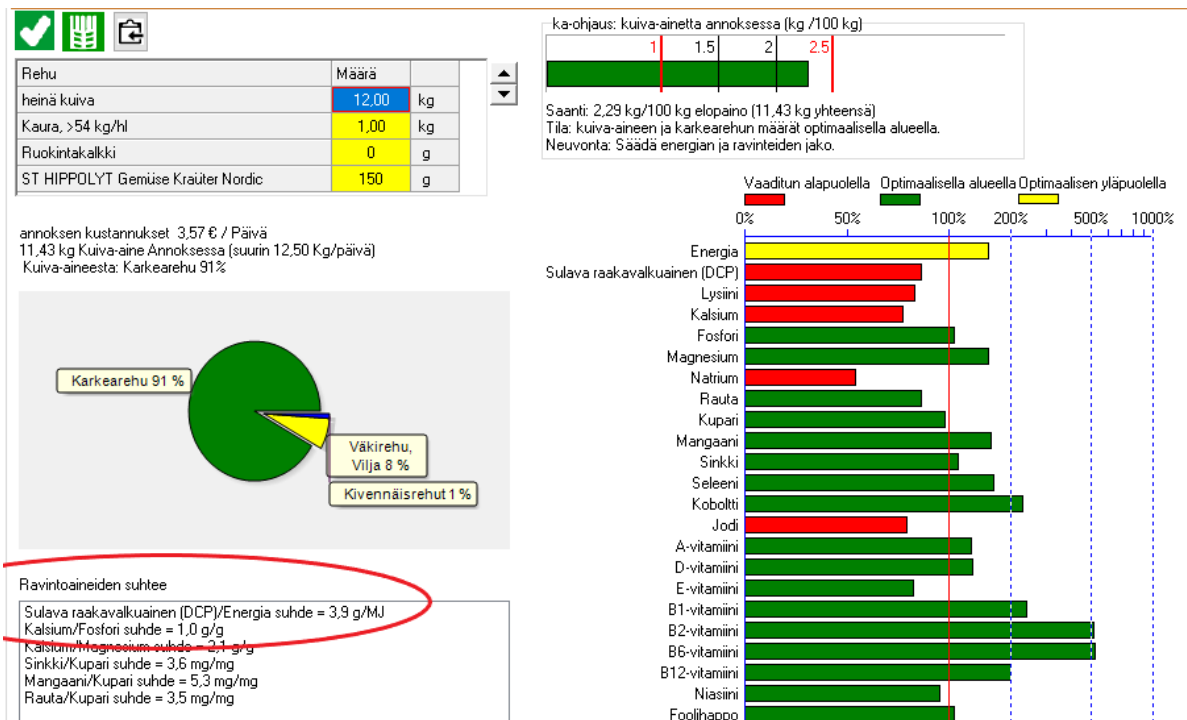 Rehu Määrä
heinä kuiva 12,00 kg
Kaura, >54 kg/hl 1,00 kg
Ruokintakalkki 0 g
ST HIPPOLYT Gemüse Kraüter Nordic 150 g
annoksen kustannukset 3,57 € / Päivä
11,43 kg Kuiva-aine Annoksessa (suurin 12,50 Kg/päivä)
Kuiva-aineesta: Karkearehu 91%
Karkearehu 91 %
Väkirehu,
Vilja 8 %
Kivennäisrehut 1 %
Ravintoaineiden suhtee
Sulava raakavalkuainen (DCP)/Energia suhde = 3,9 g/MJ
Kalsium/Fosfori suhde = 1,0 g/g
Kalsium/Magnesium suhde = 2,1 g/g
Sinkki/Kupari suhde = 3,6 mg/mg
Mangaani/Kupari suhde = 5,3 mg/mg
Rauta/Kupari suhde = 3,5 mg/mg
ka-ohjaus: kuiva-ainetta annoksessa (kg /100 kg)
1 1.5 2 2.5
Saanti: 2,29 kg/100 kg elopaino (11,43 kg yhteensä)
Tila: kuiva-aineen ja karkearehun määrät optimaalisella alueella.
Neuvonta: Säädä energian ja ravinteiden jako.
Vaaditun alapuolella Optimaalisella alueella Optimaalisen yläpuolella
0% 50% 100% 200% 500% 1000%
Energia
Sulava raakavalkuainen (DCP)
Lysiini
Kalsium
Fosfori
Magnesium
Natrium
Rauta
Kupari
Mangaani
Sinkki
Seleeni
Koboltti
Jodi
A-vitamiini
D-vitamiini
E-vitamiini
B1-vitamiini
B2-vitamiini
B6-vitamiini
B12-vitamiini
Niasiini
Foolihappo